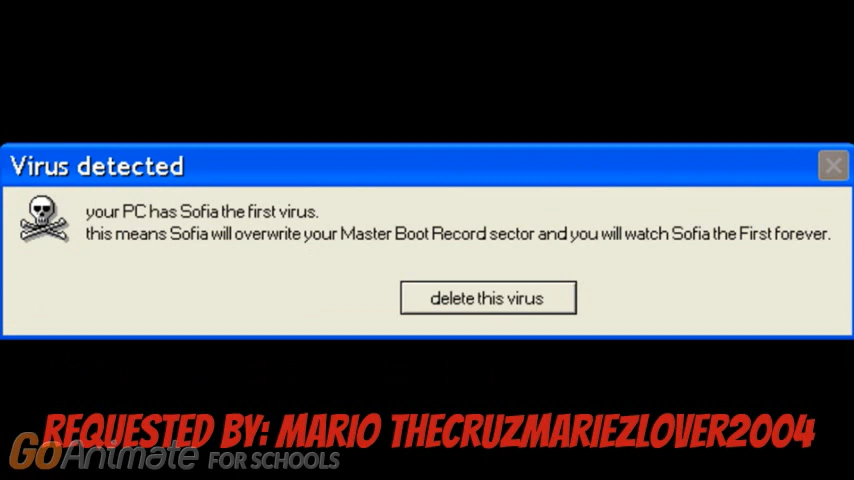 Virus detected
your PC has Sofia the first virus.
this means Sofia will overwrite your Master Boot Record sector and you will watch Sofia the First forever.
delete this virus
REQUESTED BY: MARIO THECRUZMARIEZLOVER2004
GoAnimate FOR SCHOOLS